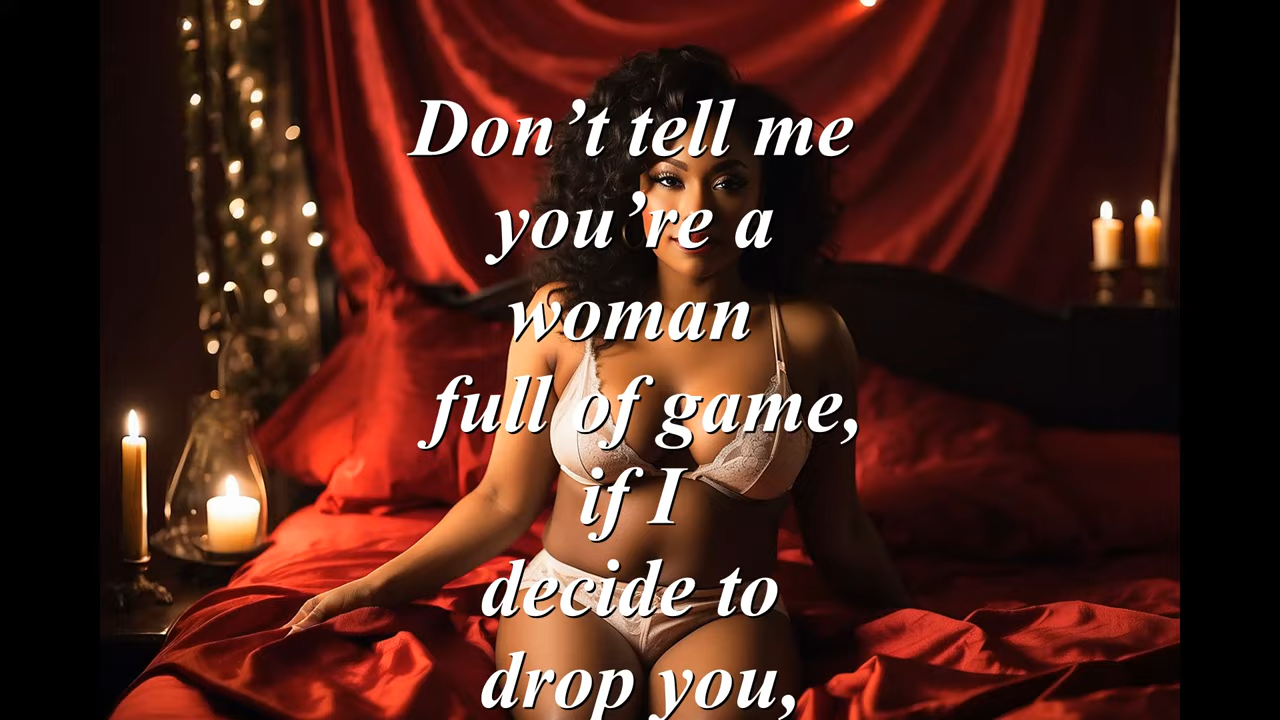 Don’t tell me
you’re a
woman
full of game,
if I
decide to
drop you,